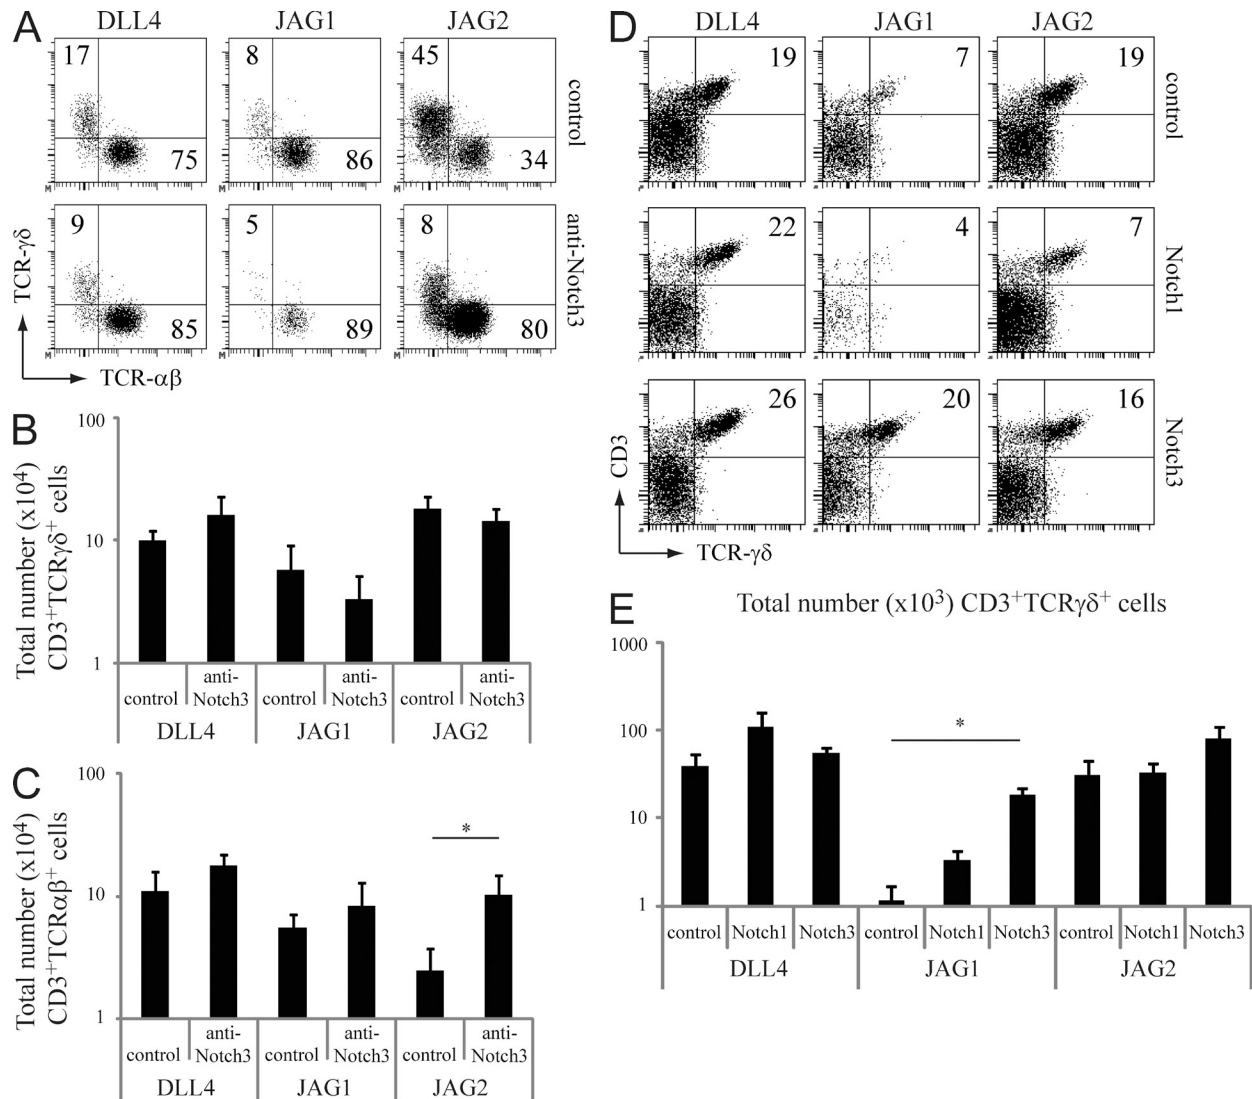 A
DLL4 JAG1 JAG2
17 8 45
75 86 34
control
9 5 8
85 89 80
anti-Notch3
TCR-γδ
TCR-αβ
B
Total number (x10⁴)
CD3⁺TCRγδ⁺ cells
100
10
1
control anti-Notch3 control anti-Notch3 control anti-Notch3
DLL4 JAG1 JAG2
C
Total number (x10⁴)
CD3⁺TCRαβ⁺ cells
100
10
1
*
control anti-Notch3 control anti-Notch3 control anti-Notch3
DLL4 JAG1 JAG2
D
DLL4 JAG1 JAG2
19 7 19
control
22 4 7
Notch1
26 20 16
Notch3
CD3
TCR-γδ
E
Total number (x10³) CD3⁺TCRγδ⁺ cells
1000
100
10
1
*
control Notch1 Notch3 control Notch1 Notch3 control Notch1 Notch3
DLL4 JAG1 JAG2